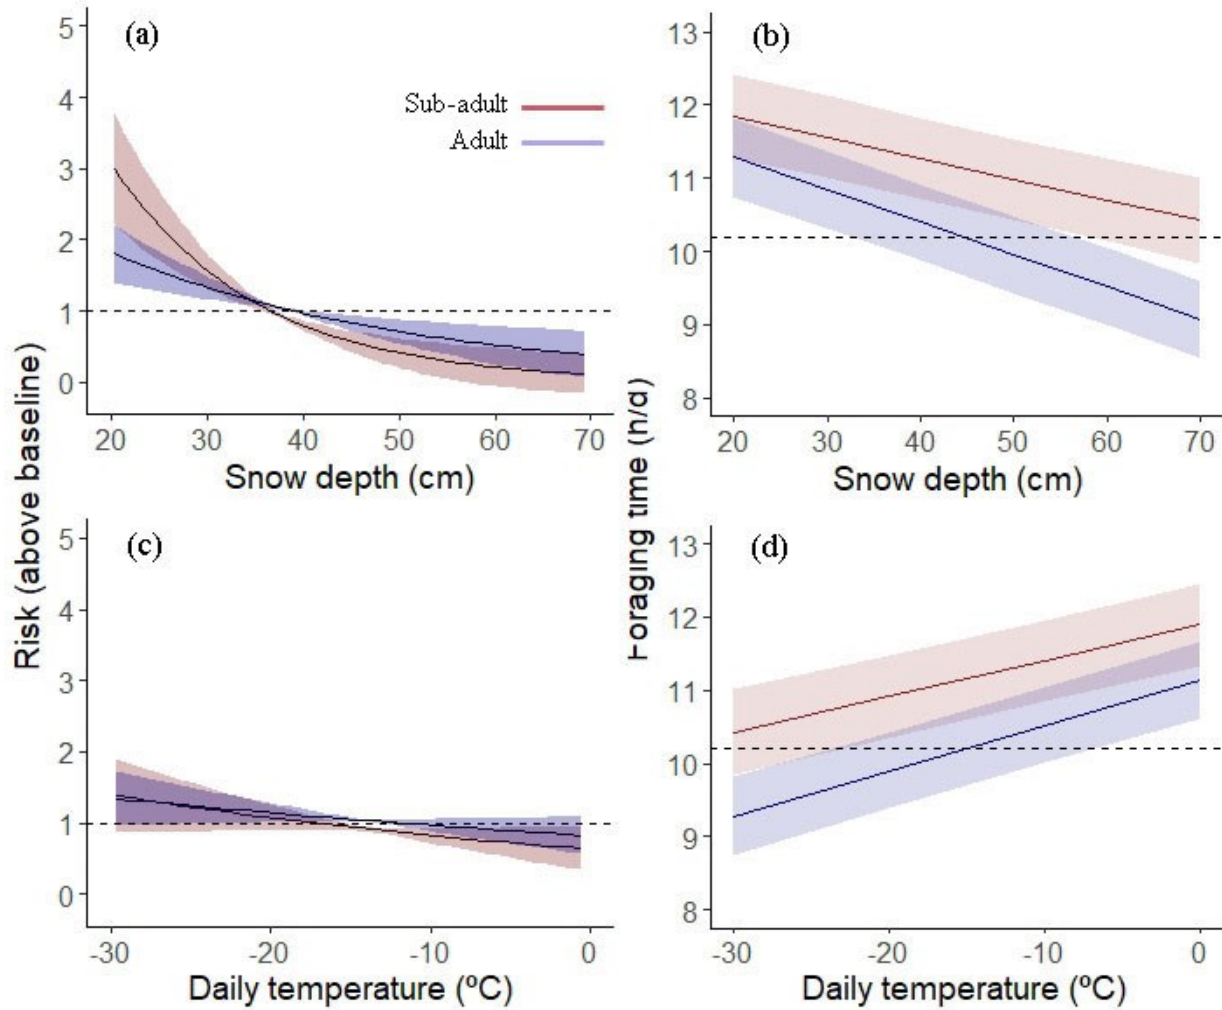 (a)
Sub-adult
Adult
5
4
3
2
1
0
20 30 40 50 60 70
Snow depth (cm)
(b)
13
12
11
10
9
8
20 30 40 50 60 70
Snow depth (cm)
Risk (above baseline)
Foraging time (h/d)
(c)
5
4
3
2
1
0
-30 -20 -10 0
Daily temperature (ºC)
(d)
13
12
11
10
9
8
-30 -20 -10 0
Daily temperature (ºC)